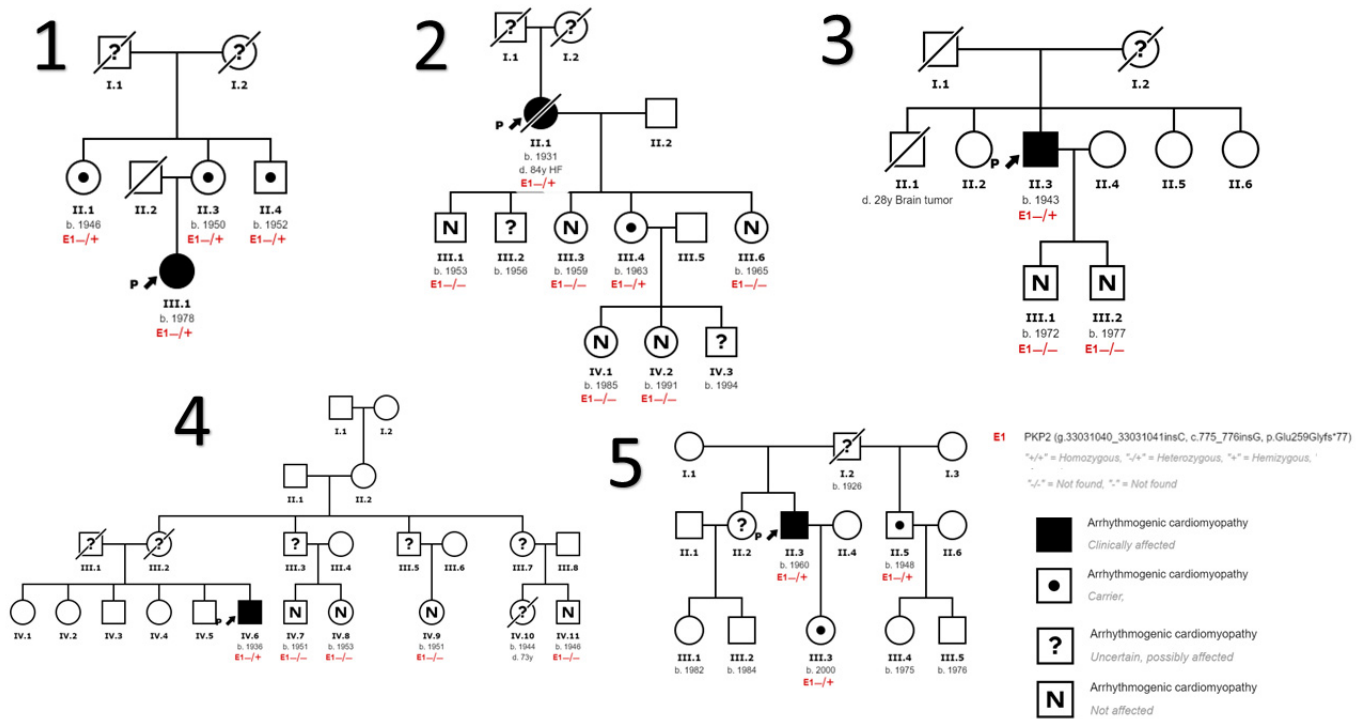 1
?
?
I.1
I.2
II.1
II.2
II.3
II.4
b. 1946
b. 1950
b. 1952
E1—/+
E1—/+
E1—/+
P
III.1
b. 1978
E1—/+
2
?
?
I.1
I.2
P
II.1
II.2
b. 1931
d. 84y HF
E1—/+
N
?
N
N
III.1
III.2
III.3
III.4
III.5
III.6
b. 1953
b. 1956
b. 1959
b. 1963
b. 1965
E1—/—
E1—/—
E1—/+
E1—/—
N
N
?
IV.1
IV.2
IV.3
b. 1985
b. 1991
b. 1994
E1—/—
E1—/—
3
?
I.1
I.2
P
II.1
II.2
II.3
II.4
II.5
II.6
d. 28y Brain tumor
b. 1943
E1—/+
N
N
III.1
III.2
b. 1972
b. 1977
E1—/—
E1—/—
4
I.1
I.2
II.1
II.2
?
?
?
?
?
III.1
III.2
III.3
III.4
III.5
III.6
III.7
III.8
P
N
N
N
?
N
IV.1
IV.2
IV.3
IV.4
IV.5
IV.6
IV.7
IV.8
IV.9
IV.10
IV.11
b. 1936
b. 1951
b. 1953
b. 1951
b. 1944
b. 1946
E1—/+
E1—/—
E1—/—
E1—/—
d. 73y
E1—/—
5
?
I.1
I.2
I.3
b. 1926
?
P
II.1
II.2
II.3
II.4
II.5
II.6
b. 1960
b. 1948
E1—/+
E1—/+
III.1
III.2
III.3
III.4
III.5
b. 1982
b. 1984
b. 2000
b. 1975
b. 1976
E1—/+
E1 PKP2 (g.33031040_33031041insC, c.775_776insG, p.Glu259Glyfs*77)
"+/+" = Homozygous, "-/+" = Heterozygous, "+" = Hemizygous,
"-/-" = Not found, "-" = Not found
Arrhythmogenic cardiomyopathy
Clinically affected
Arrhythmogenic cardiomyopathy
Carrier,
?
Arrhythmogenic cardiomyopathy
Uncertain, possibly affected
N
Arrhythmogenic cardiomyopathy
Not affected